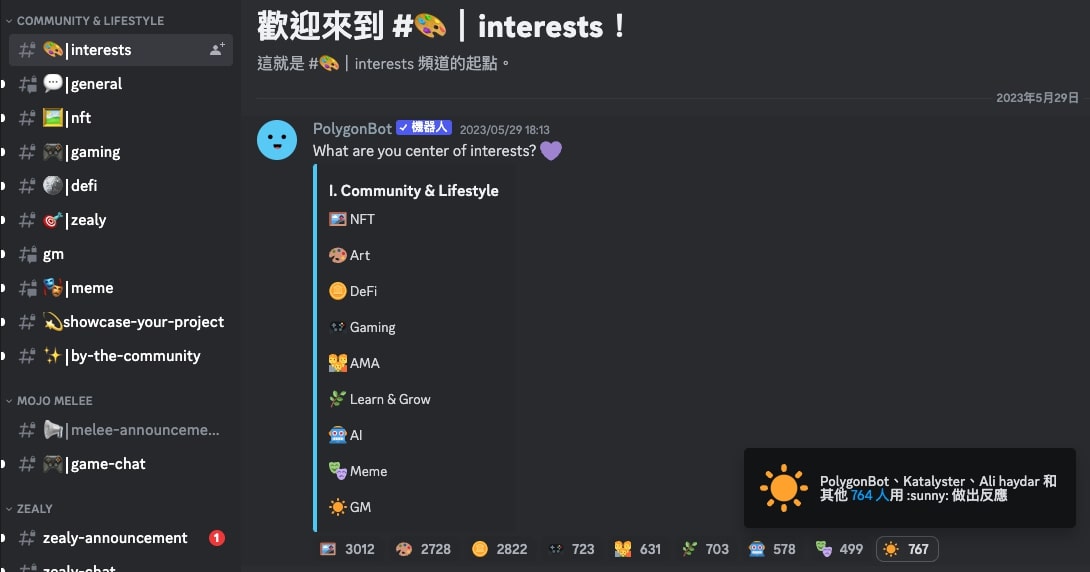 COMMUNITY & LIFESTYLE
🎨|interests
💬|general
🖼️|nft
🎮|gaming
🌕|defi
🎯|zealy
gm
🎭|meme
💫showcase-your-project
✨|by-the-community
MOJO MELEE
📢|melee-announceme...
🎮|game-chat
ZEALY
zealy-announcement 1
zealy-chat
歡迎來到 #🎨｜interests！
這就是 #🎨｜interests 頻道的起點。
2023年5月29日
PolygonBot ✓ 機器人 2023/05/29 18:13
What are you center of interests? 💜
I. Community & Lifestyle
🖼️ NFT
🎨 Art
🪙 DeFi
🎮 Gaming
👫 AMA
🌿 Learn & Grow
🤖 AI
🎭 Meme
☀️ GM
3012 2728 2822 723 631 703 578 499 767
PolygonBot、Katalyster、Ali haydar 和
其他 764 人用 :sunny: 做出反應